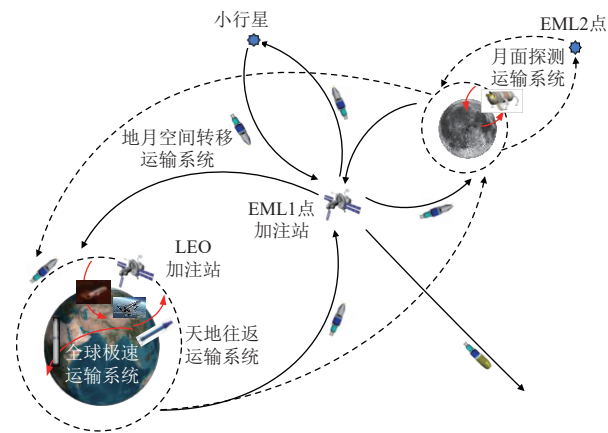 小行星
EML2点
月面探测
运输系统
地月空间转移
运输系统
EML1点
加注站
LEO
加注站
天地往返
运输系统
全球极速
运输系统